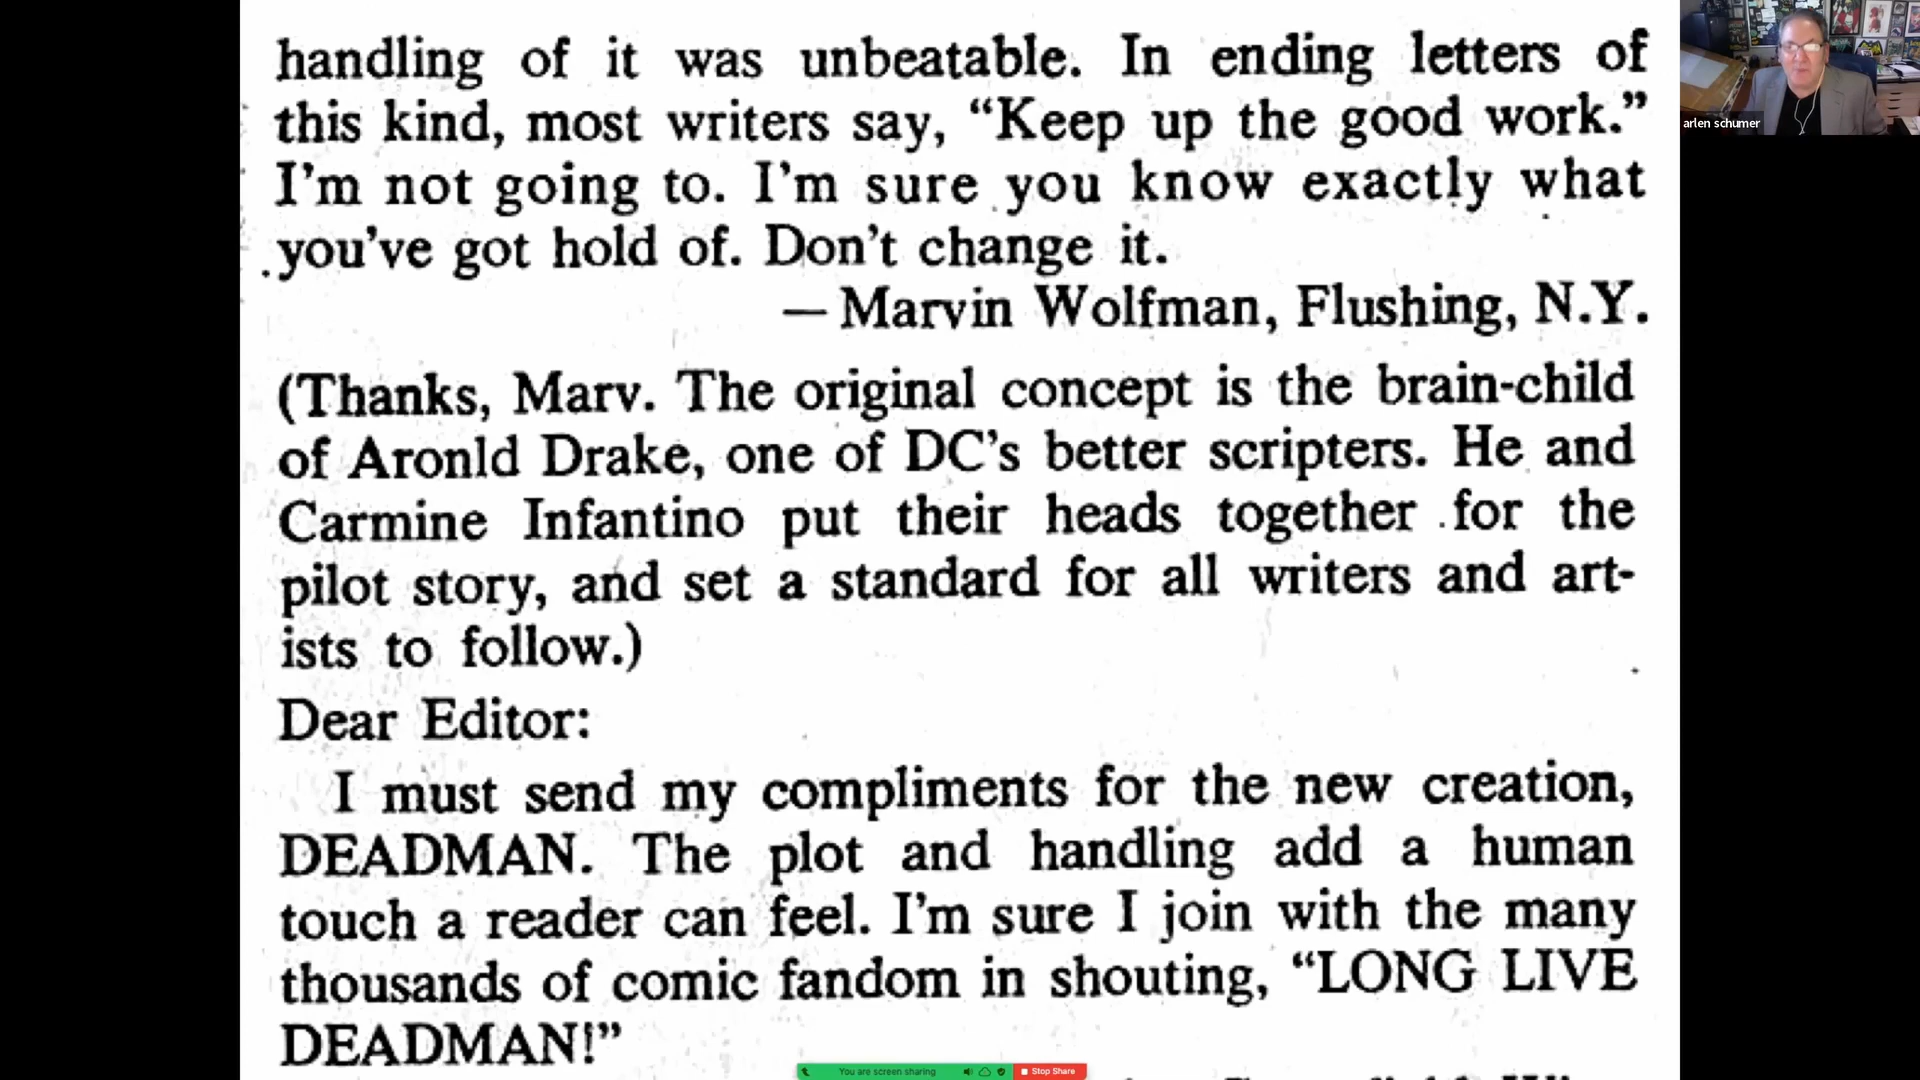 handling of it was unbeatable. In ending letters of
this kind, most writers say, “Keep up the good work.”
I’m not going to. I’m sure you know exactly what
you’ve got hold of. Don’t change it.
— Marvin Wolfman, Flushing, N.Y.
(Thanks, Marv. The original concept is the brain-child
of Aronld Drake, one of DC’s better scripters. He and
Carmine Infantino put their heads together for the
pilot story, and set a standard for all writers and art-
ists to follow.)
Dear Editor:
I must send my compliments for the new creation,
DEADMAN. The plot and handling add a human
touch a reader can feel. I’m sure I join with the many
thousands of comic fandom in shouting, “LONG LIVE
DEADMAN!”
arlen schumer
You are screen sharing
Stop Share